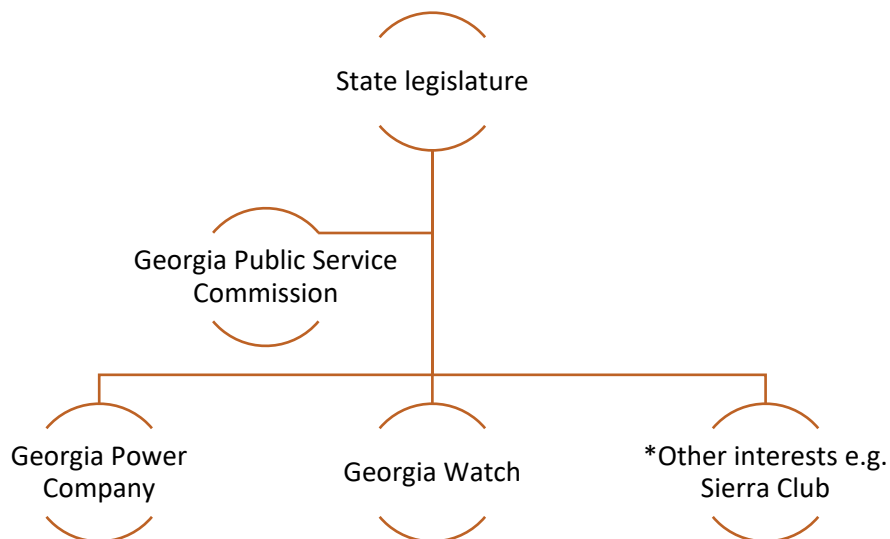 State legislature
Georgia Public Service
Commission
Georgia Power
Company
Georgia Watch
*Other interests e.g.
Sierra Club